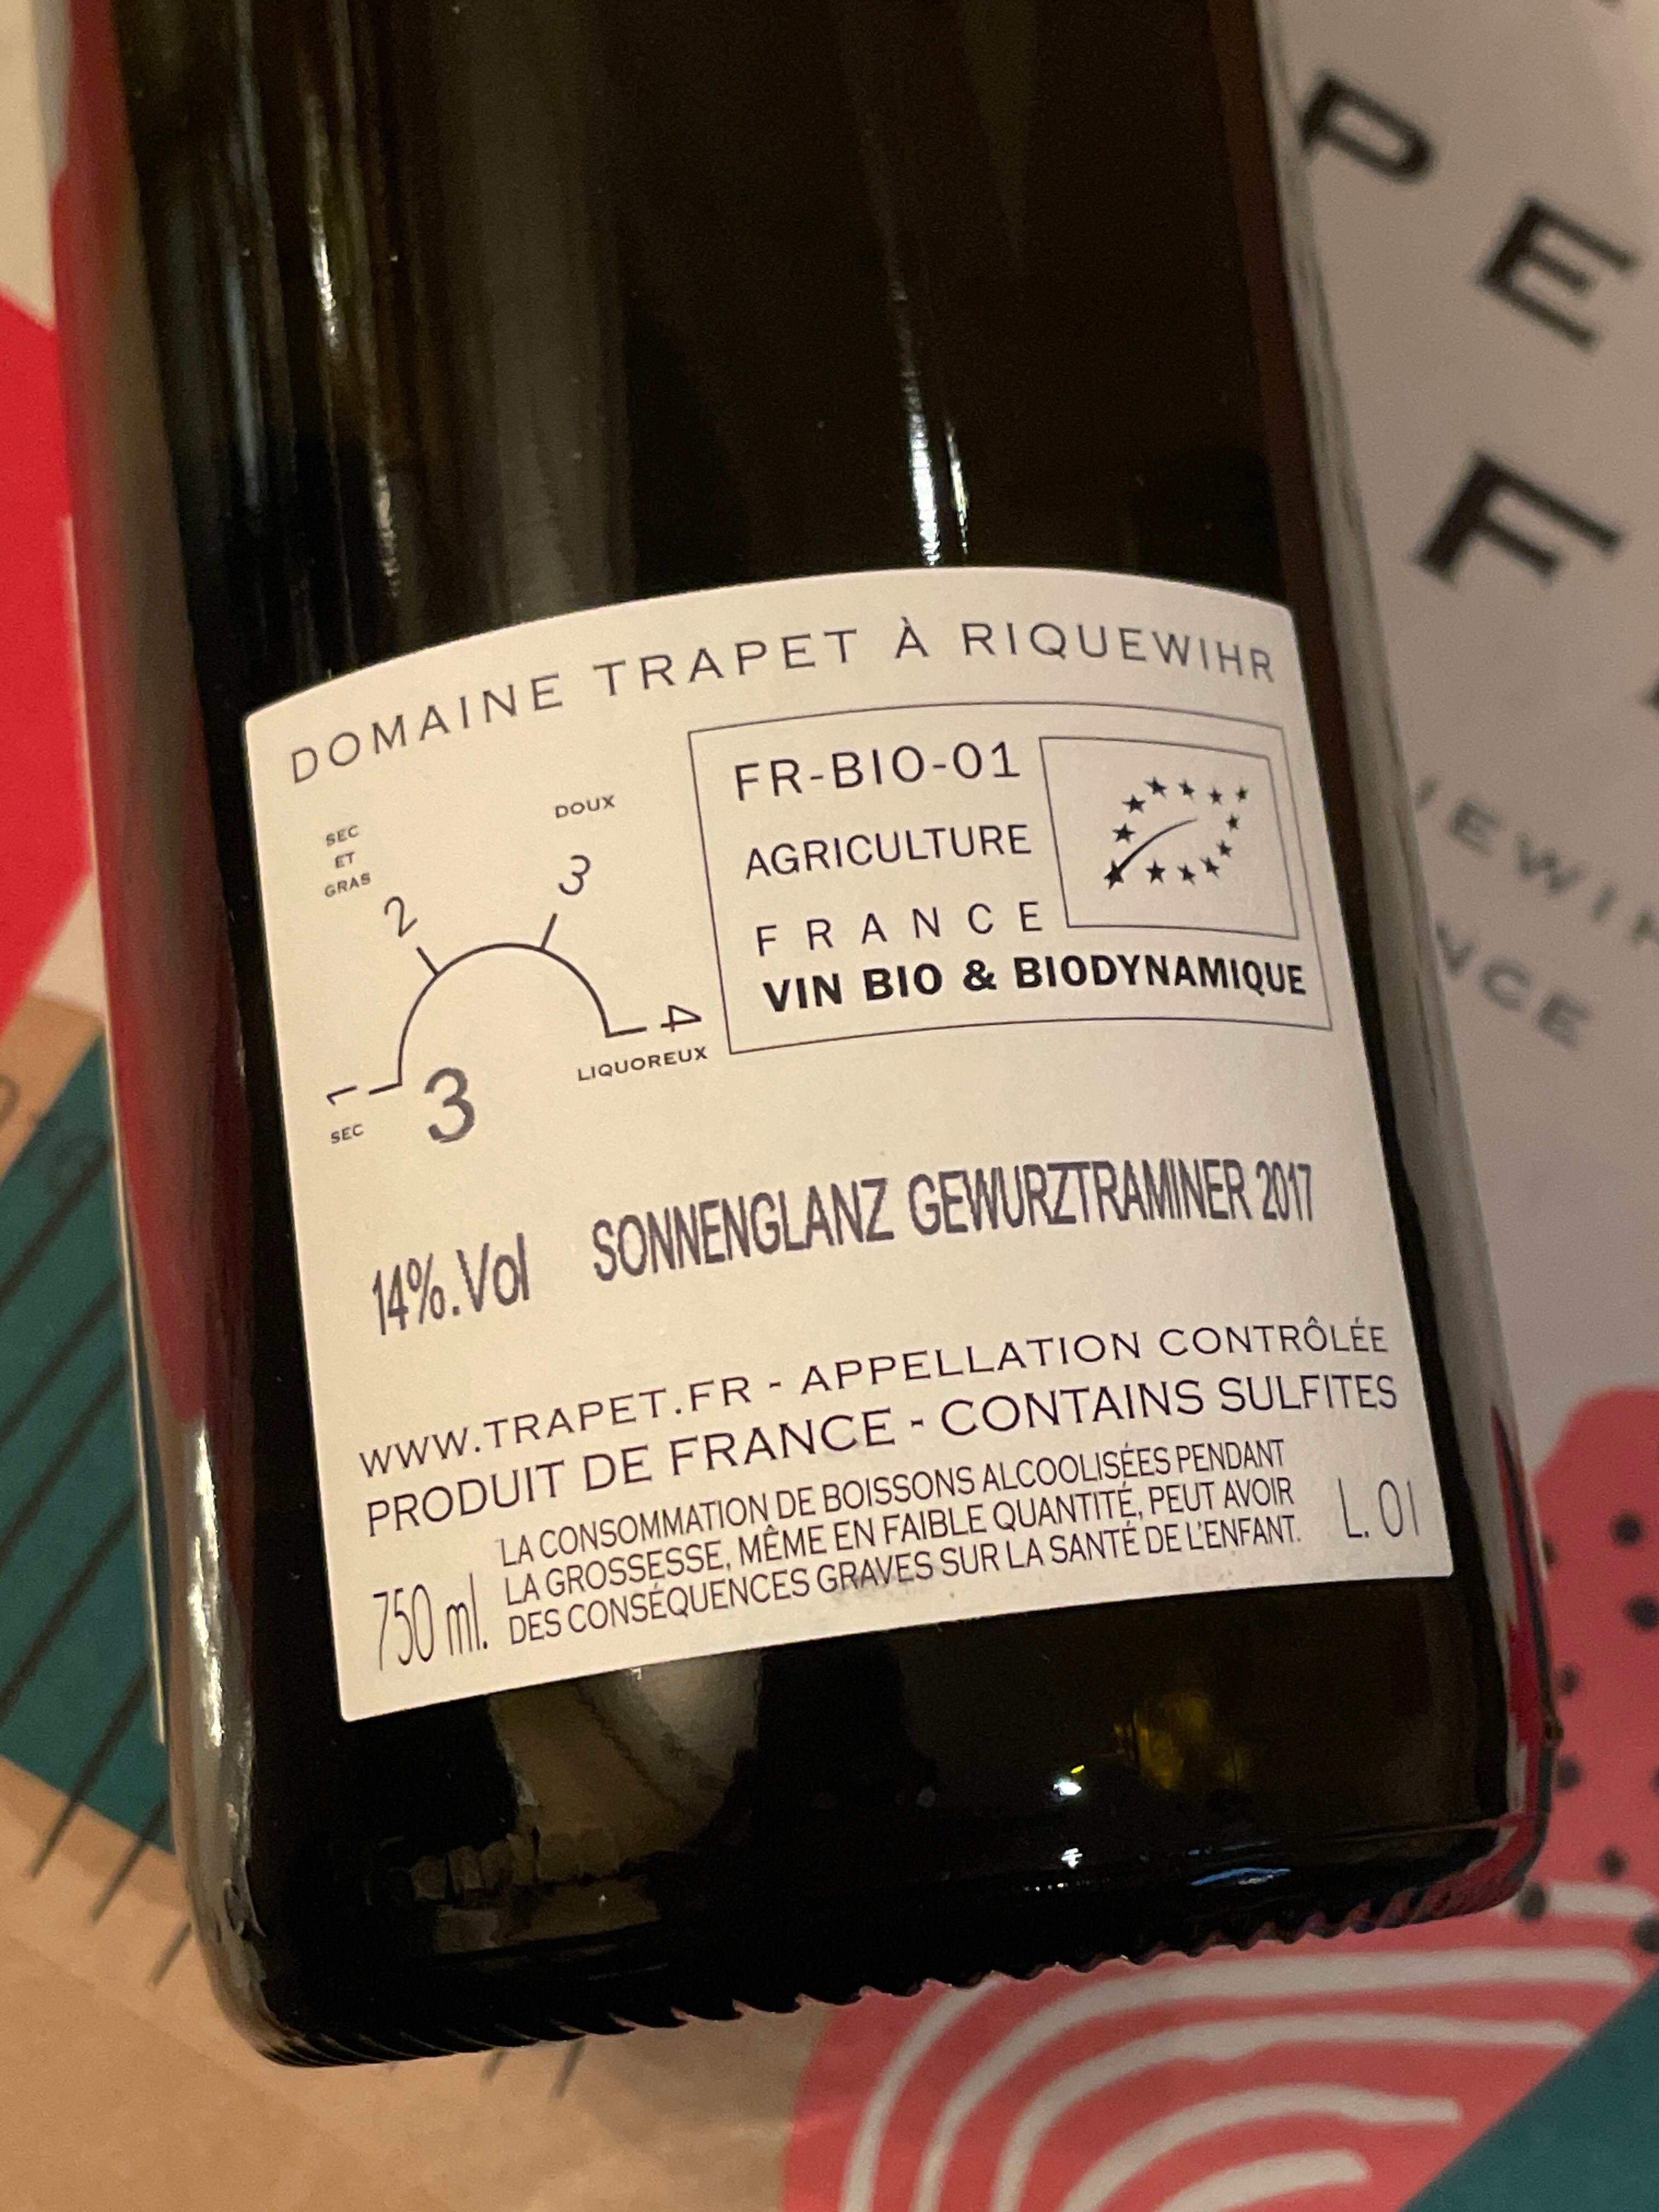 DOMAINE TRAPET À RIQUEWIHR
SEC
ET
GRAS
DOUX
2
3
1
4
SEC
LIQUOREUX
3
FR-BIO-01
AGRICULTURE
FRANCE
VIN BIO & BIODYNAMIQUE
14%.Vol SONNENGLANZ GEWURZTRAMINER 2017
WWW.TRAPET.FR - APPELLATION CONTRÔLÉE
PRODUIT DE FRANCE - CONTAINS SULFITES
750 ml.
LA CONSOMMATION DE BOISSONS ALCOOLISÉES PENDANT
LA GROSSESSE, MÊME EN FAIBLE QUANTITÉ, PEUT AVOIR
DES CONSÉQUENCES GRAVES SUR LA SANTÉ DE L'ENFANT.
L. 01
P
E
F